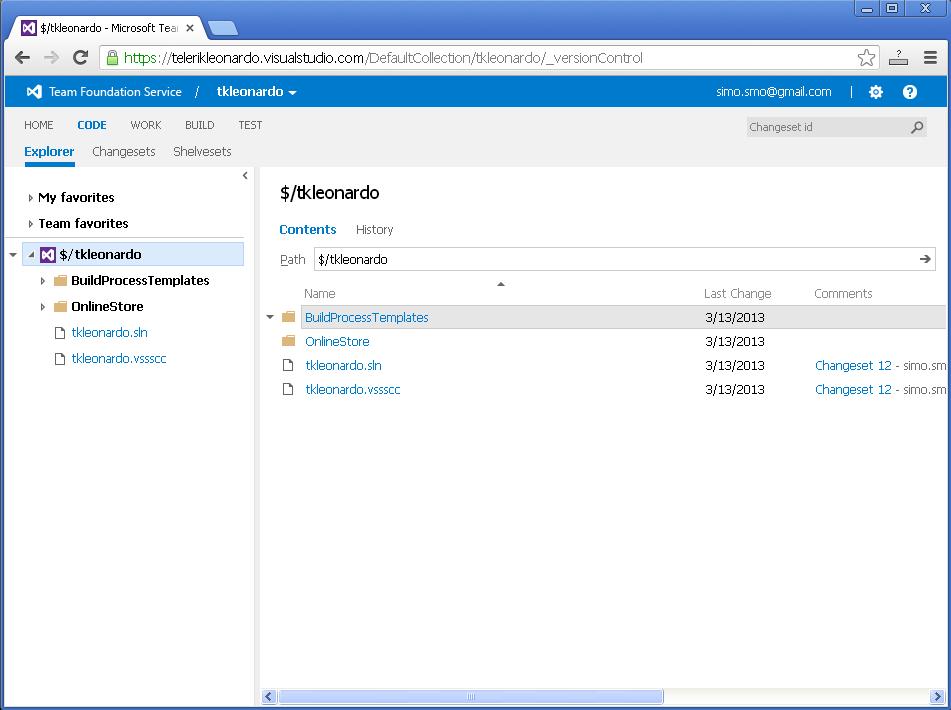 $/tkleonardo - Microsoft Tea
https://telerikleonardo.visualstudio.com/DefaultCollection/tkleonardo/_versionControl
Team Foundation Service / tkleonardo simo.smo@gmail.com
HOME CODE WORK BUILD TEST Changeset id
Explorer Changesets Shelvesets
My favorites
Team favorites
$/tkleonardo
BuildProcessTemplates
OnlineStore
tkleonardo.sln
tkleonardo.vssscc
$/tkleonardo
Contents History
Path $/tkleonardo
Name Last Change Comments
BuildProcessTemplates 3/13/2013
OnlineStore 3/13/2013
tkleonardo.sln 3/13/2013 Changeset 12 - simo.sm
tkleonardo.vssscc 3/13/2013 Changeset 12 - simo.sm